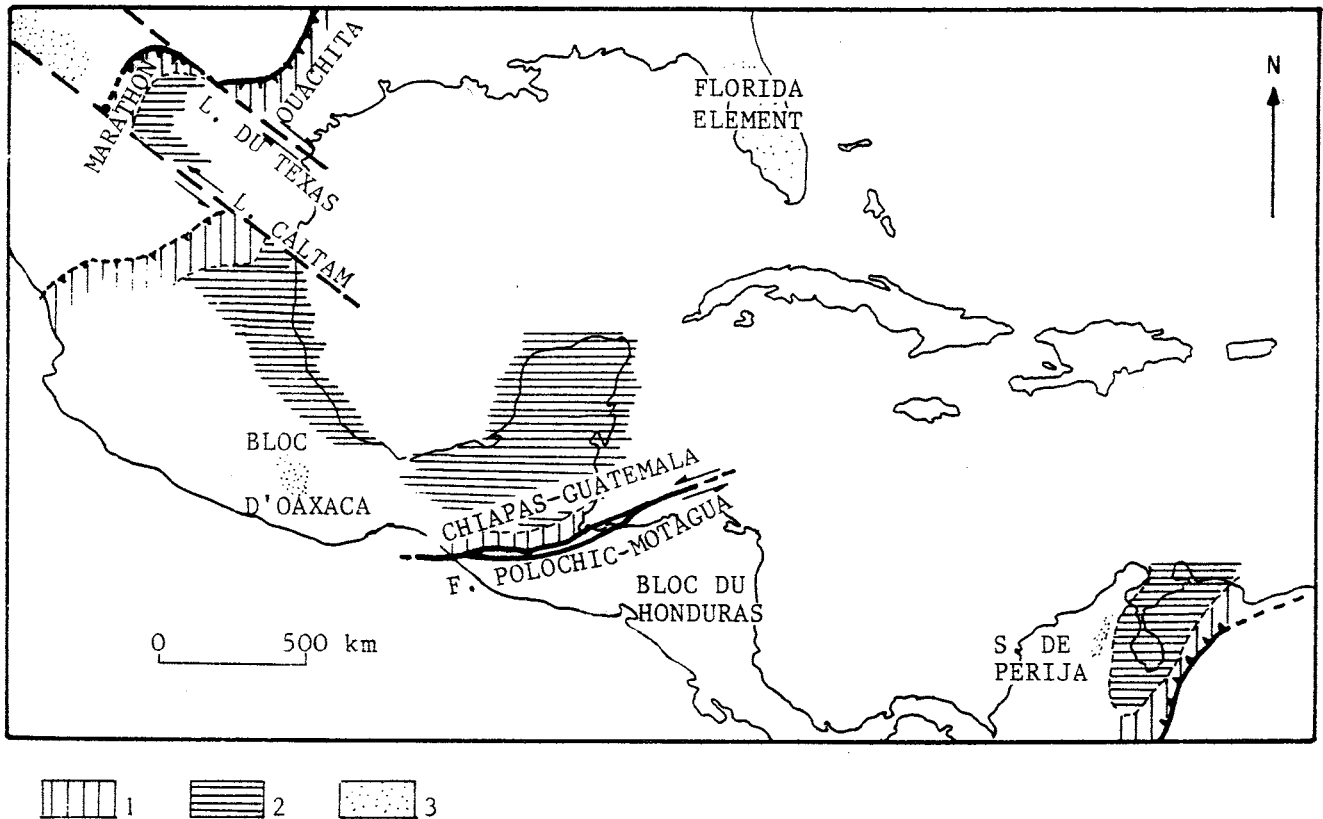 N
FLORIDA
ELEMENT
MARATHON
OUACHITA
L. DU TEXAS
L. CALTAM
BLOC
D'OAXACA
CHIAPAS-GUATEMALA
F. POLOCHIC-MOTAGUA
BLOC DU
HONDURAS
S. DE
PERIJA
0 500 km
1 2 3